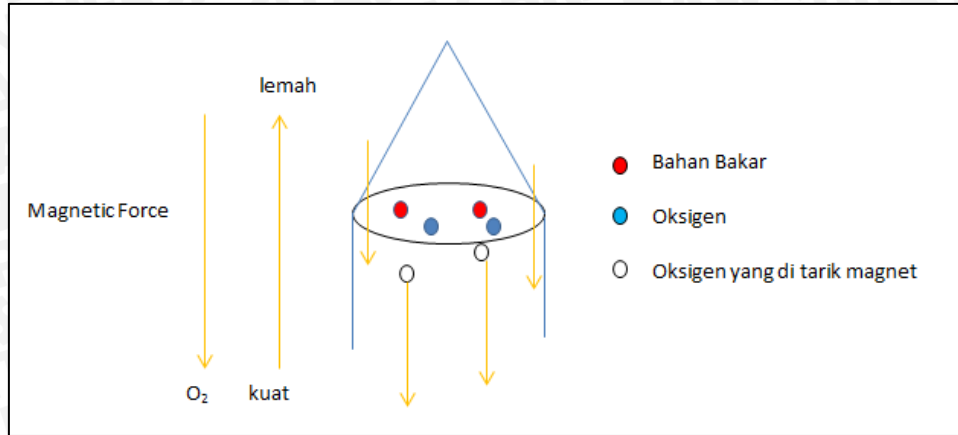 lemah
Magnetic Force
O₂
kuat
Bahan Bakar
Oksigen
Oksigen yang di tarik magnet